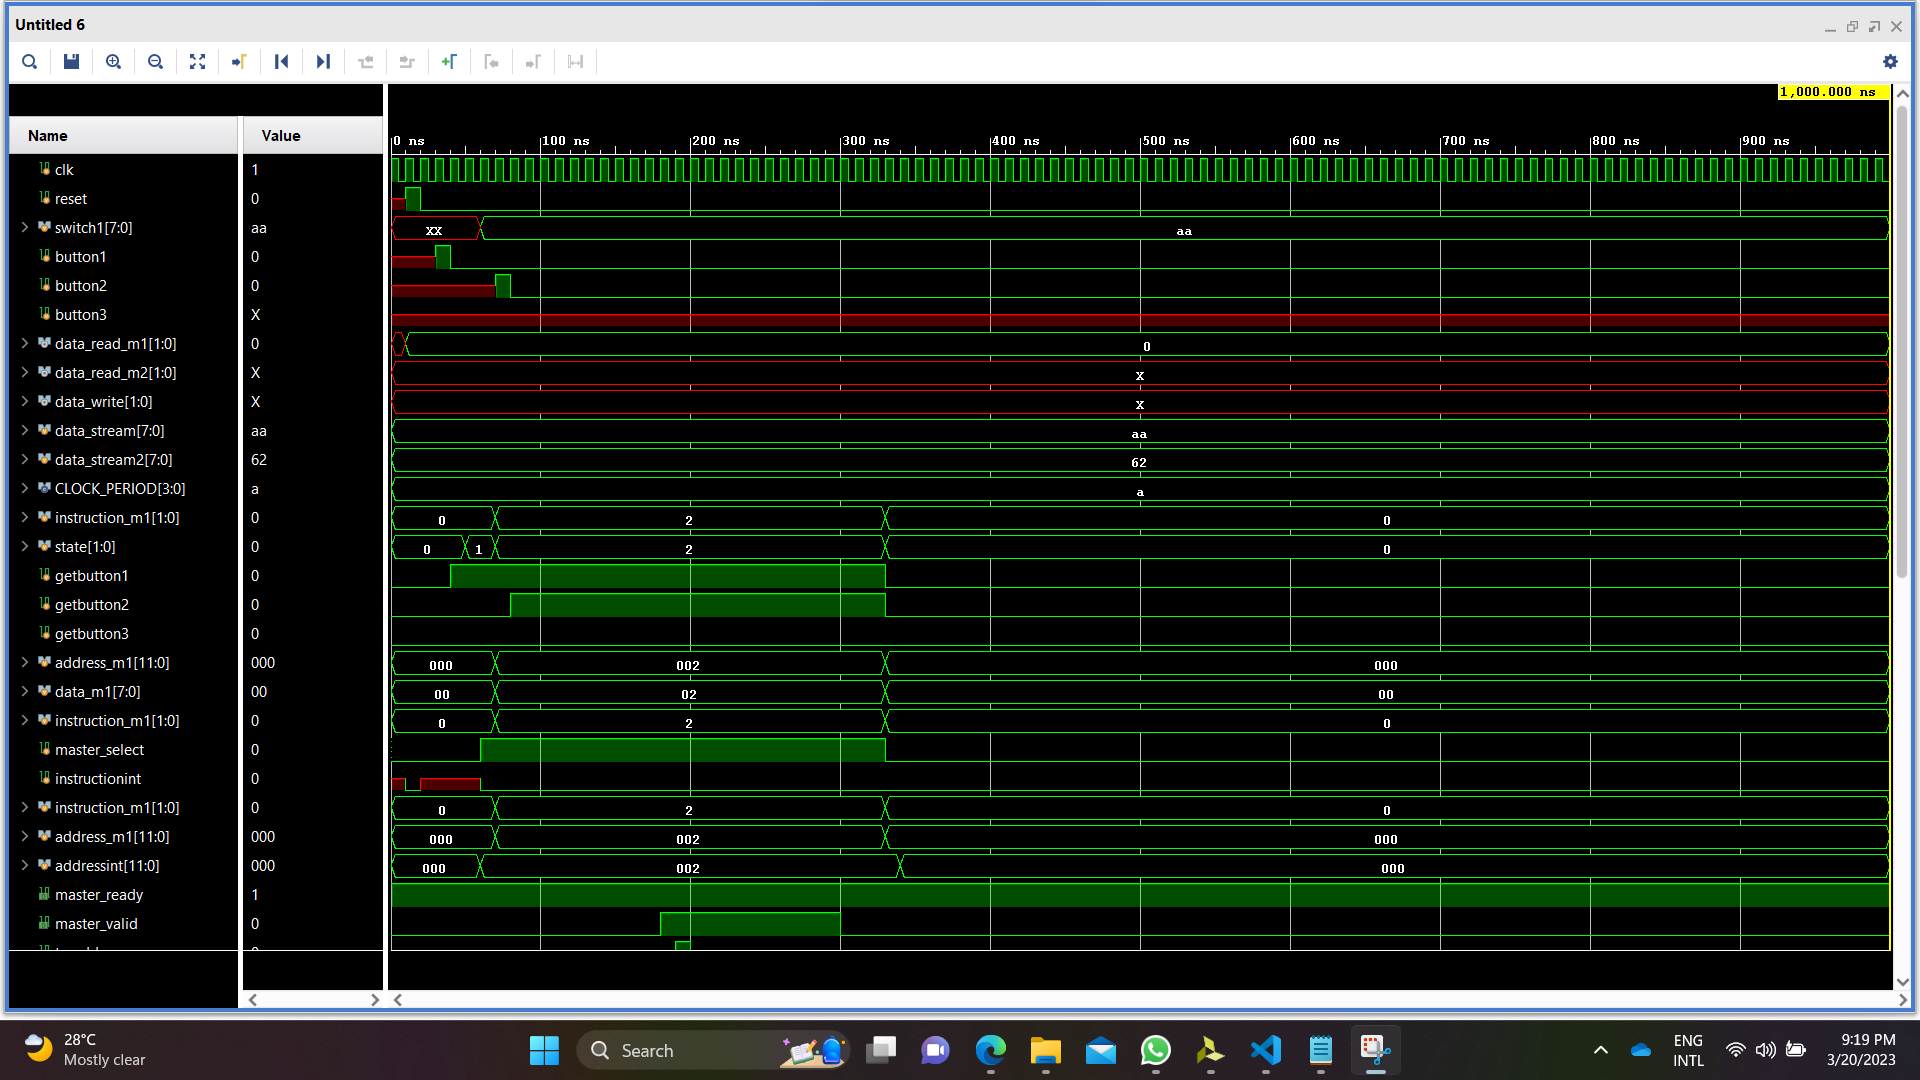 Untitled 6
1,000.000 ns
Name Value
0 ns 100 ns 200 ns 300 ns 400 ns 500 ns 600 ns 700 ns 800 ns 900 ns
clk 1
reset 0
switch1[7:0] aa XX aa
button1 0
button2 0
button3 X
data_read_m1[1:0] 0 0
data_read_m2[1:0] X X
data_write[1:0] X X
data_stream[7:0] aa aa
data_stream2[7:0] 62 62
CLOCK_PERIOD[3:0] a a
instruction_m1[1:0] 0 0 2 0
state[1:0] 0 0 1 2 0
getbutton1 0
getbutton2 0
getbutton3 0
address_m1[11:0] 000 000 002 000
data_m1[7:0] 00 00 02 00
instruction_m1[1:0] 0 0 2 0
master_select 0
instructionint 0
instruction_m1[1:0] 0 0 2 0
address_m1[11:0] 000 000 002 000
addressint[11:0] 000 000 002 000
master_ready 1
master_valid 0
28°C
Mostly clear
Search
ENG
INTL
9:19 PM
3/20/2023